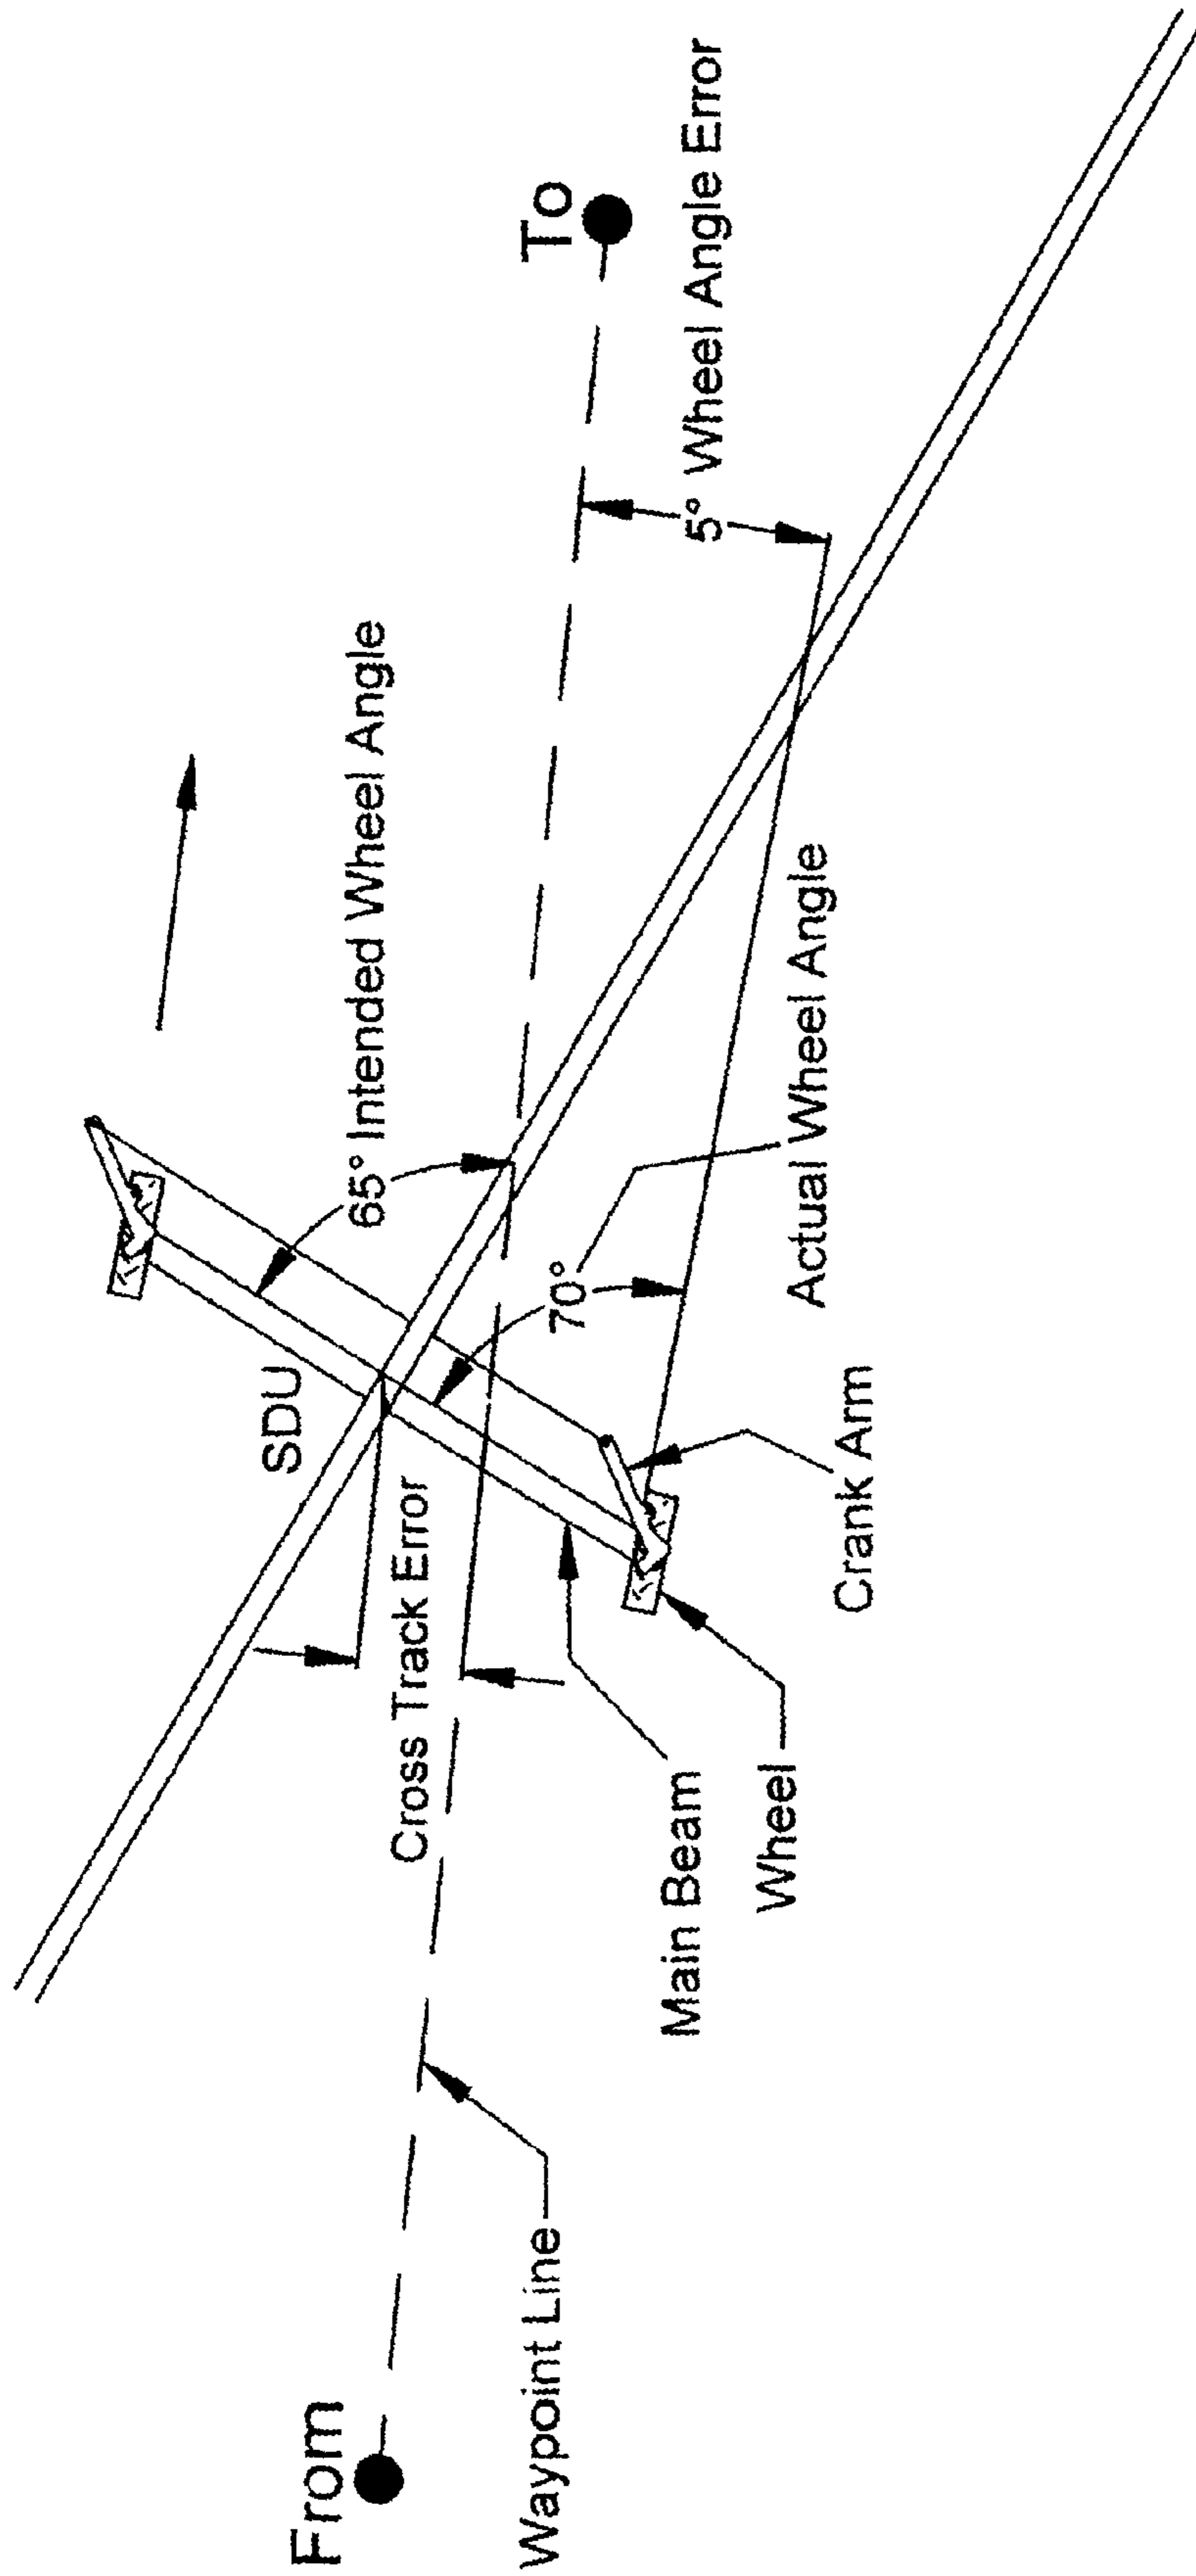 From
To
Waypoint Line
SDU
Cross Track Error
65° Intended Wheel Angle
5° Wheel Angle Error
70°
Actual Wheel Angle
Main Beam
Crank Arm
Wheel